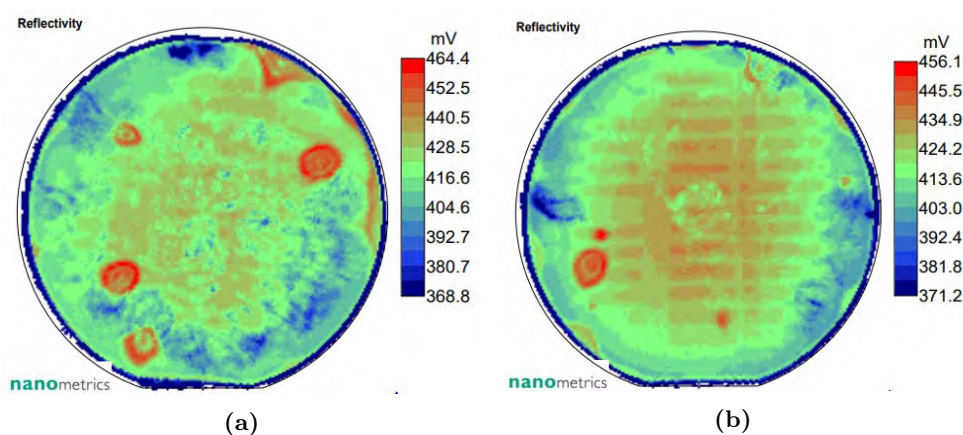 Reflectivity
mV
464.4
452.5
440.5
428.5
416.6
404.6
392.7
380.7
368.8
nanometrics
(a)
Reflectivity
mV
456.1
445.5
434.9
424.2
413.6
403.0
392.4
381.8
371.2
nanometrics
(b)